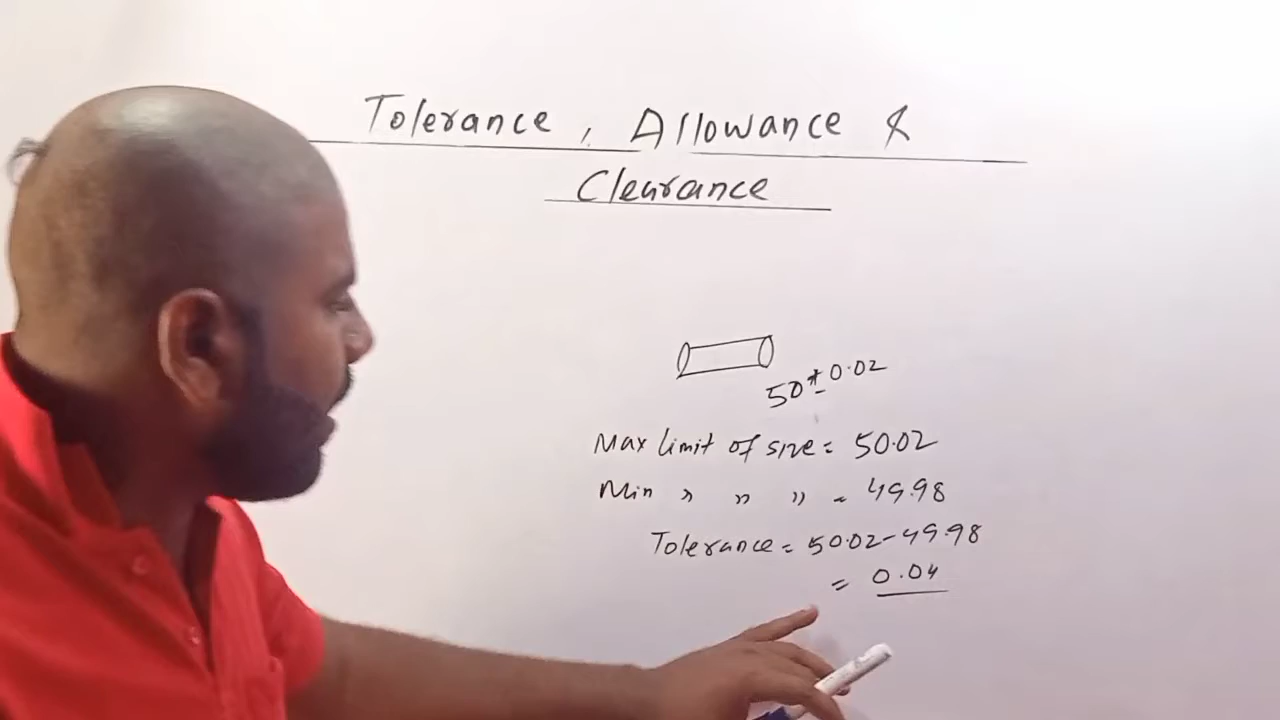 Tolerance, Allowance &
Clearance
50±0.02
Max limit of size = 50.02
Min " " " = 49.98
Tolerance = 50.02-49.98
= 0.04